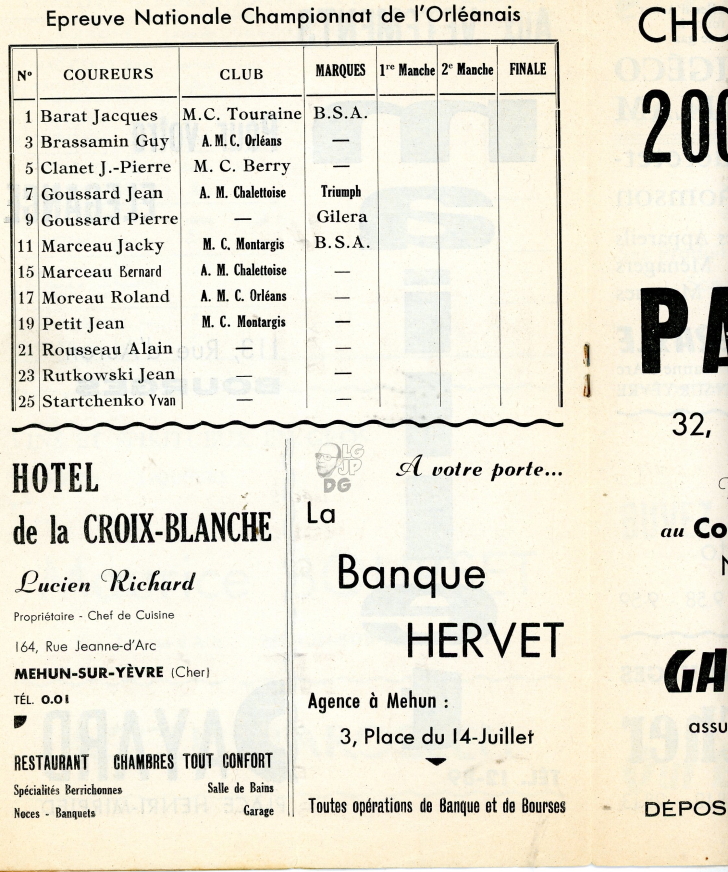 Epreuve Nationale Championnat de l'Orléanais
N° COUREURS CLUB MARQUES 1re Manche 2e Manche FINALE
1 Barat Jacques M.C. Touraine B.S.A.
3 Brassamin Guy A. M. C. Orléans —
5 Clanet J.-Pierre M. C. Berry —
7 Goussard Jean A. M. Chalettoise Triumph
9 Goussard Pierre — Gilera
11 Marceau Jacky M. C. Montargis B.S.A.
15 Marceau Bernard A. M. Chalettoise —
17 Moreau Roland A. M. C. Orléans —
19 Petit Jean M. C. Montargis —
21 Rousseau Alain — —
23 Rutkowski Jean — —
25 Startchenko Yvan — —
HOTEL
de la CROIX-BLANCHE
Lucien Richard
Propriétaire - Chef de Cuisine
164, Rue Jeanne-d'Arc
MEHUN-SUR-YÈVRE (Cher)
TÉL. 0.01
RESTAURANT CHAMBRES TOUT CONFORT
Spécialités Berrichonnes Salle de Bains
Noces - Banquets Garage
LG
JP
DG
A votre porte...
La
Banque
HERVET
Agence à Mehun :
3, Place du 14-Juillet
Toutes opérations de Banque et de Bourses
CHO
200
PA
32,
au Co
N
GA
assu
DÉPOS